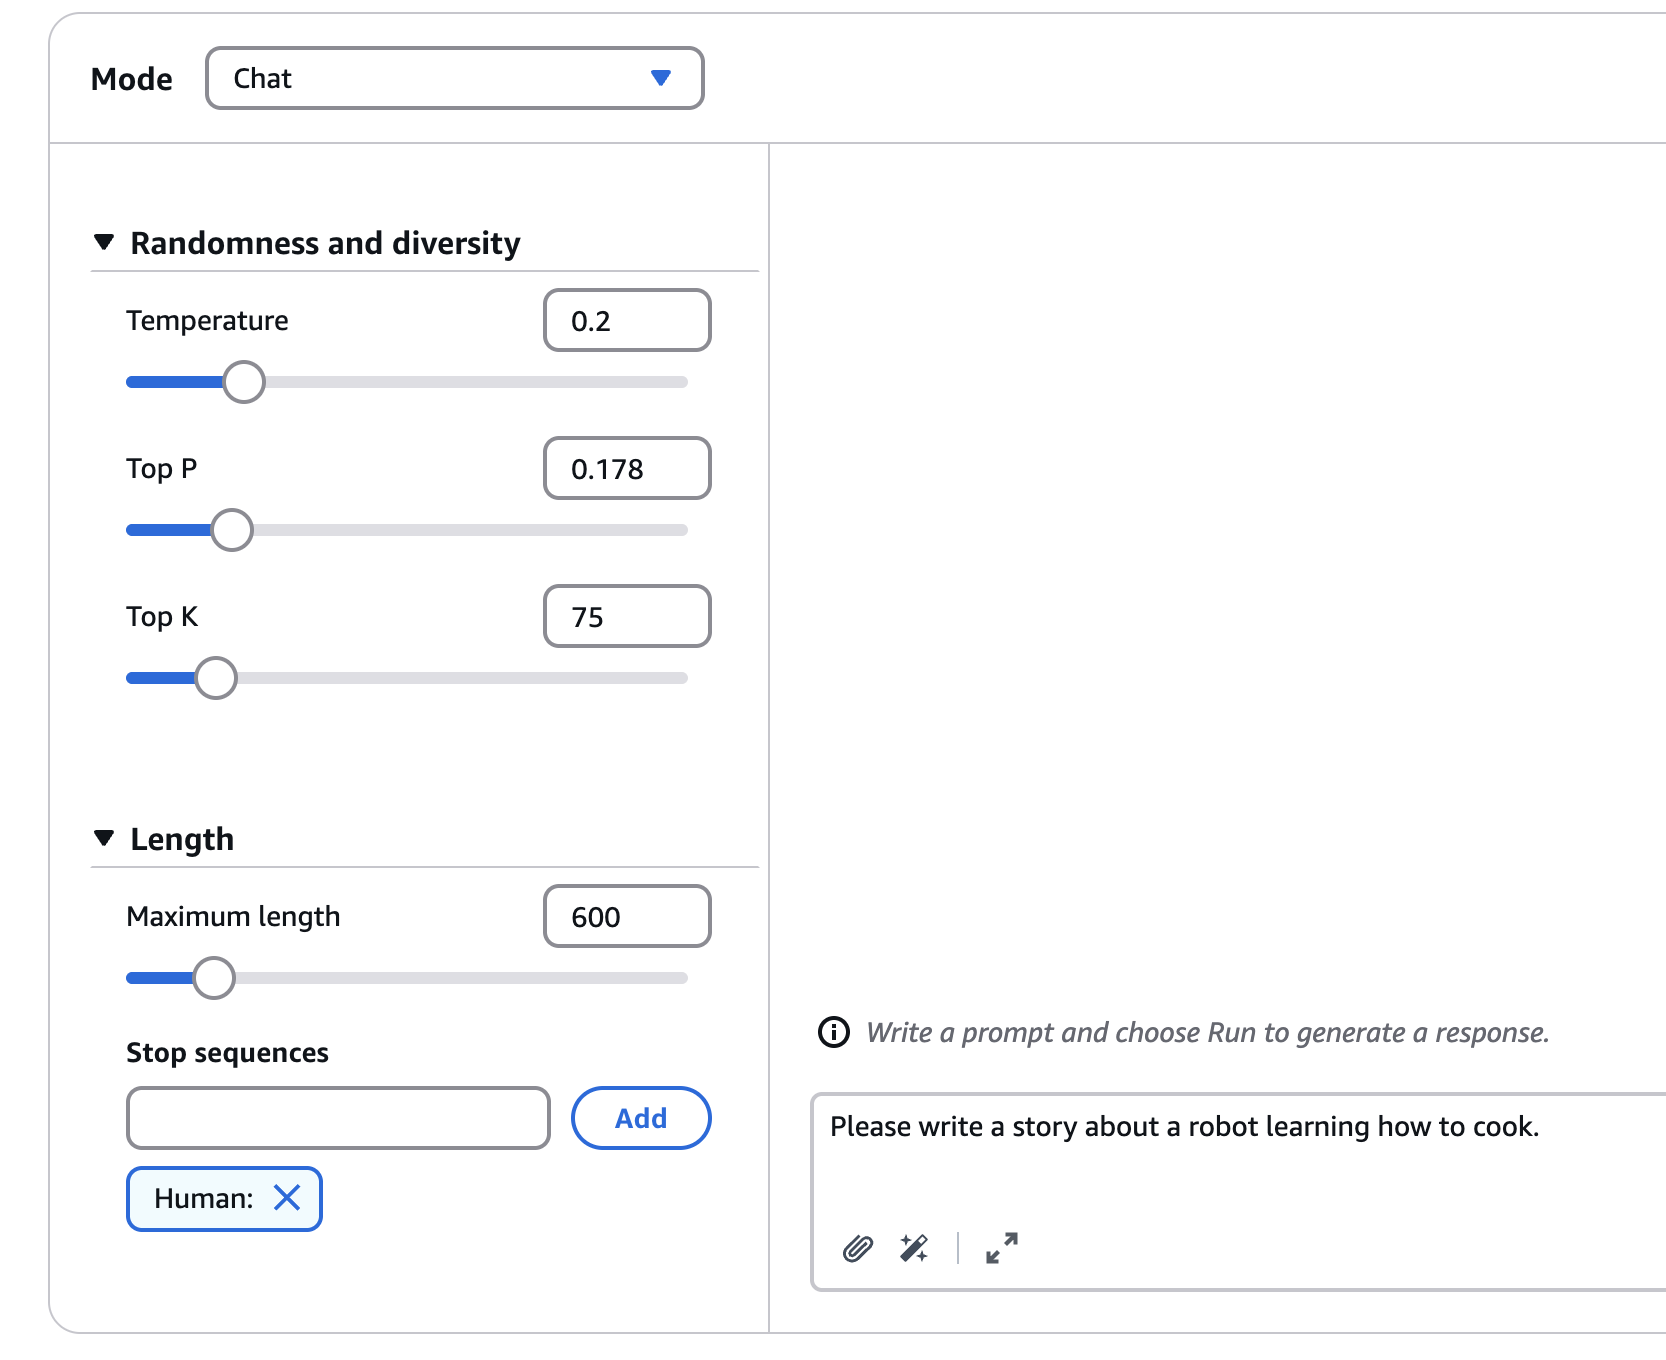 Mode
Chat
Randomness and diversity
Temperature
0.2
Top P
0.178
Top K
75
Length
Maximum length
600
Stop sequences
Add
Human:
Write a prompt and choose Run to generate a response.
Please write a story about a robot learning how to cook.